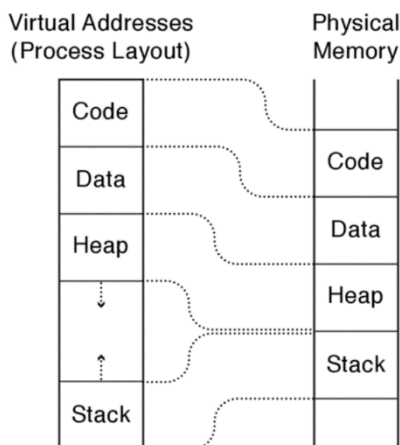 Virtual Addresses
(Process Layout)
Physical
Memory
Code
Data
Heap
Stack
Code
Data
Heap
Stack